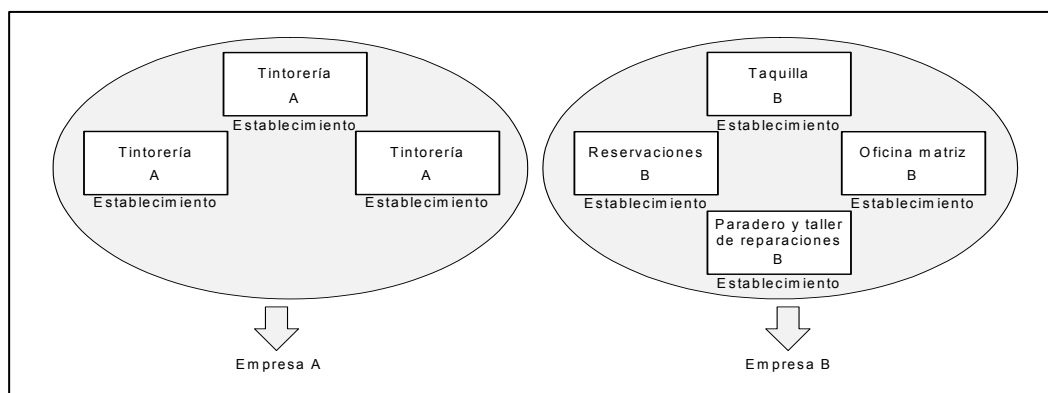 Tintorería
A
Establecimiento
Tintorería
A
Establecimiento
Tintorería
A
Establecimiento
Empresa A
Taquilla
B
Establecimiento
Reservaciones
B
Establecimiento
Oficina matriz
B
Establecimiento
Paradero y taller
de reparaciones
B
Establecimiento
Empresa B